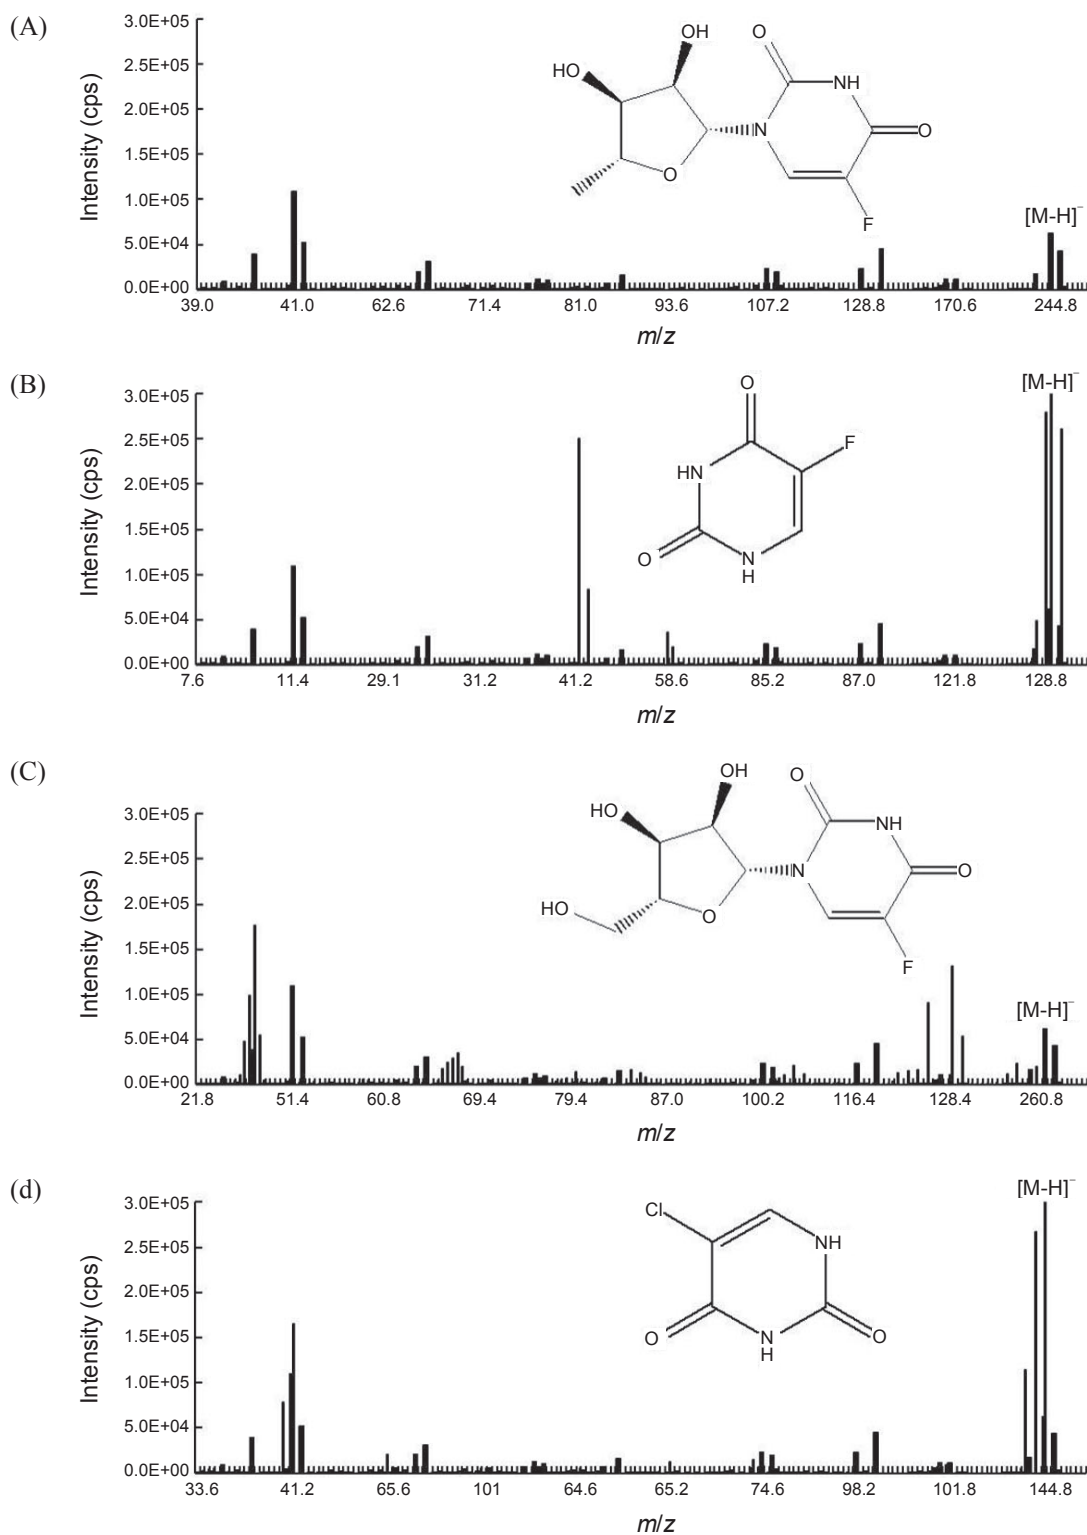 (A)
3.0E+05
2.5E+05
2.0E+05
1.5E+05
1.0E+05
5.0E+04
0.0E+00
Intensity (cps)
OH
O
HO
NH
N
O
O
F
[M-H]⁻
39.0 41.0 62.6 71.4 81.0 93.6 107.2 128.8 170.6 244.8
m/z
(B)
3.0E+05
2.5E+05
2.0E+05
1.5E+05
1.0E+05
5.0E+04
0.0E+00
Intensity (cps)
O
[M-H]⁻
F
HN
O
N
H
7.6 11.4 29.1 31.2 41.2 58.6 85.2 87.0 121.8 128.8
m/z
(C)
3.0E+05
2.5E+05
2.0E+05
1.5E+05
1.0E+05
5.0E+04
0.0E+00
Intensity (cps)
OH
O
HO
NH
N
O
HO
O
F
[M-H]⁻
21.8 51.4 60.8 69.4 79.4 87.0 100.2 116.4 128.4 260.8
m/z
(d)
3.0E+05
2.5E+05
2.0E+05
1.5E+05
1.0E+05
5.0E+04
0.0E+00
Intensity (cps)
[M-H]⁻
Cl
NH
O
N
H
O
33.6 41.2 65.6 101 64.6 65.2 74.6 98.2 101.8 144.8
m/z